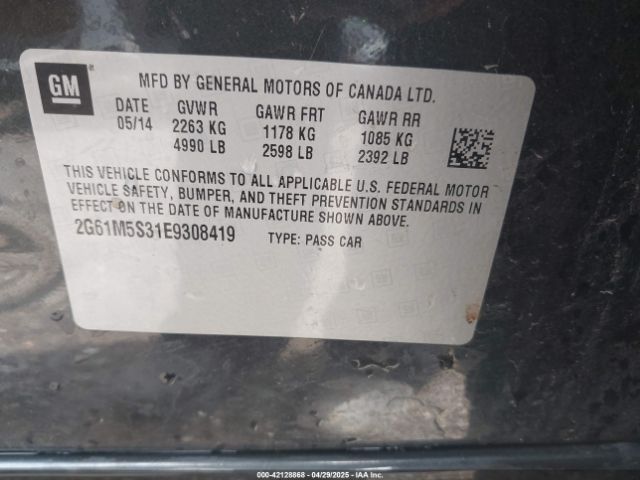 GM
MFD BY GENERAL MOTORS OF CANADA LTD.
DATE GVWR GAWR FRT GAWR RR
05/14 2263 KG 1178 KG 1085 KG
4990 LB 2598 LB 2392 LB
THIS VEHICLE CONFORMS TO ALL APPLICABLE U.S. FEDERAL MOTOR
VEHICLE SAFETY, BUMPER, AND THEFT PREVENTION STANDARDS IN
EFFECT ON THE DATE OF MANUFACTURE SHOWN ABOVE.
2G61M5S31E9308419 TYPE: PASS CAR
000-42128868 04/29/2025 - Copyright IAA, LLC